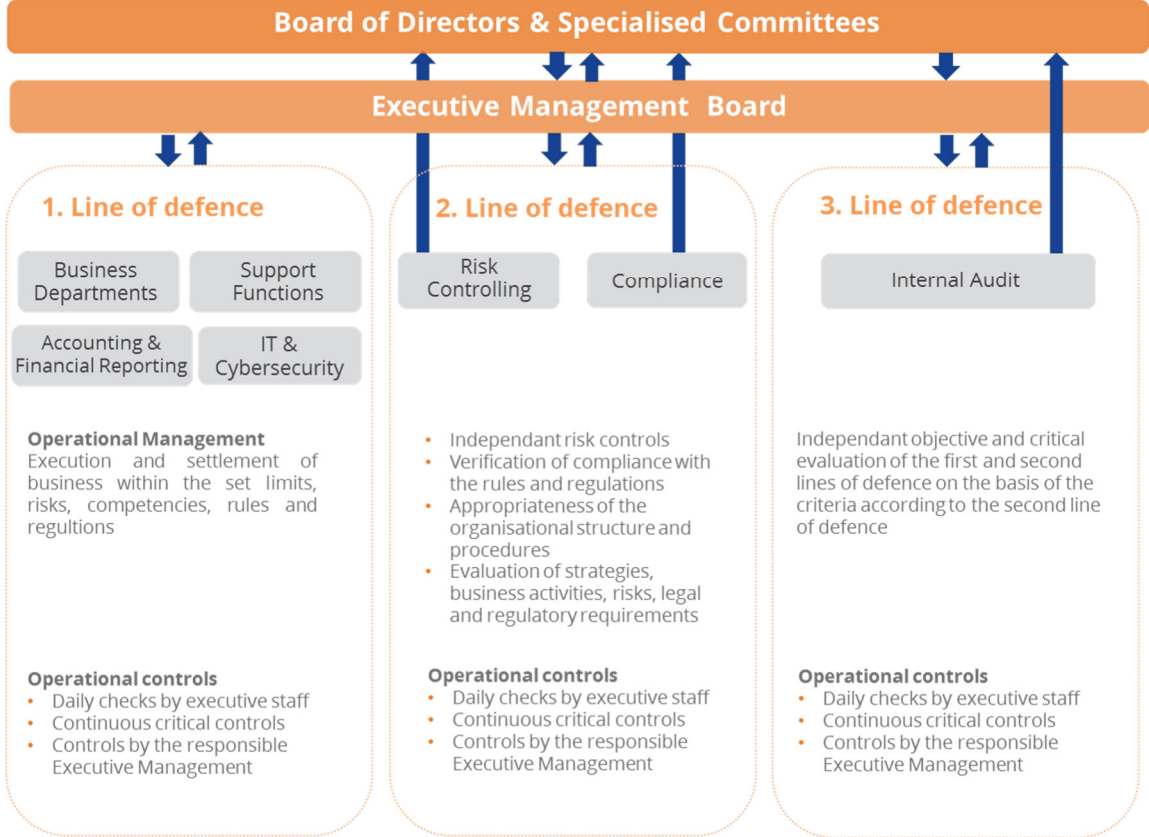 Board of Directors & Specialised Committees
Executive Management Board
1. Line of defence
Business
Departments
Support
Functions
Accounting &
Financial Reporting
IT &
Cybersecurity
Operational Management
Execution and settlement of
business within the set limits,
risks, competencies, rules and
regultions
Operational controls
• Daily checks by executive staff
• Continuous critical controls
• Controls by the responsible
Executive Management
2. Line of defence
Risk
Controlling
Compliance
• Independant risk controls
• Verification of compliance with
the rules and regulations
• Appropriateness of the
organisational structure and
procedures
• Evaluation of strategies,
business activities, risks, legal
and regulatory requirements
Operational controls
• Daily checks by executive staff
• Continuous critical controls
• Controls by the responsible
Executive Management
3. Line of defence
Internal Audit
Independant objective and critical
evaluation of the first and second
lines of defence on the basis of the
criteria according to the second line
of defence
Operational controls
• Daily checks by executive staff
• Continuous critical controls
• Controls by the responsible
Executive Management